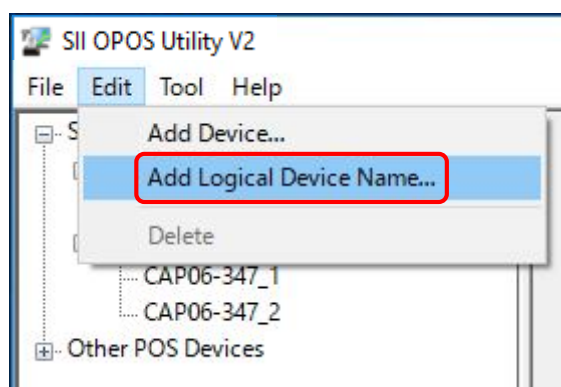 SII OPOS Utility V2
File Edit Tool Help
Add Device...
Add Logical Device Name...
Delete
CAP06-347_1
CAP06-347_2
Other POS Devices